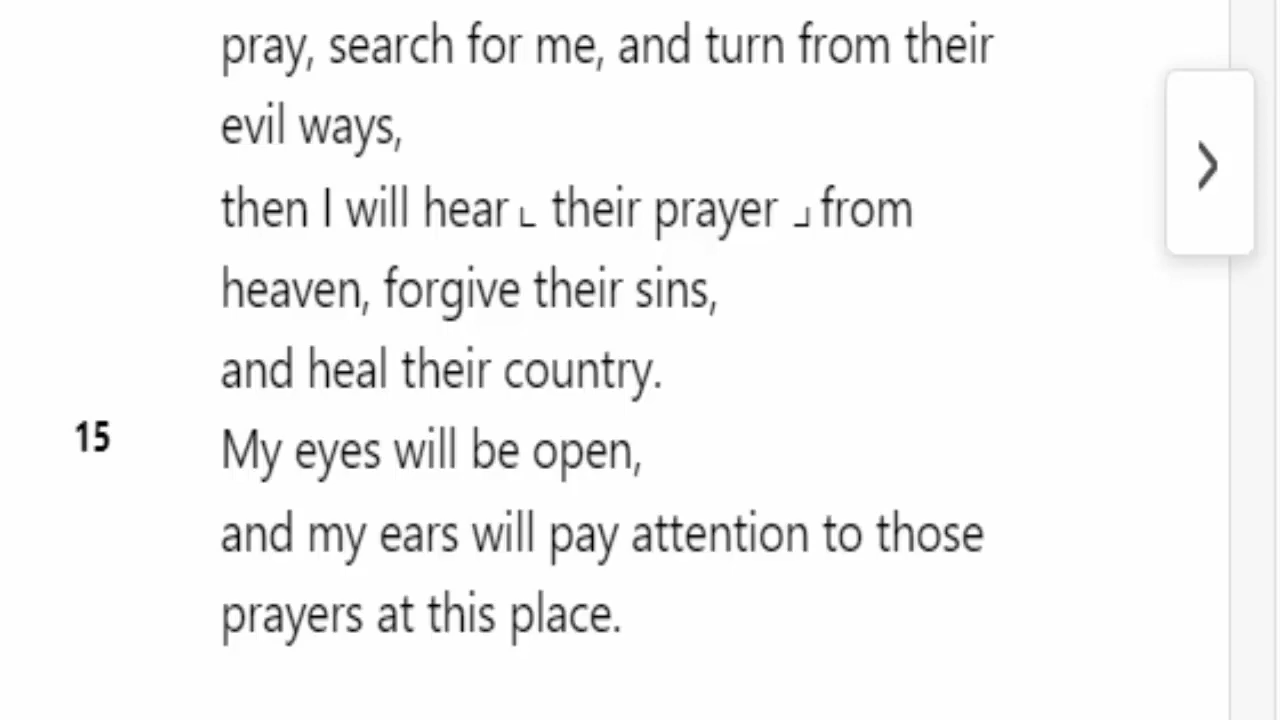 pray, search for me, and turn from their
evil ways,
then I will hear ⌞ their prayer ⌟ from
heaven, forgive their sins,
and heal their country.
15 My eyes will be open,
and my ears will pay attention to those
prayers at this place.